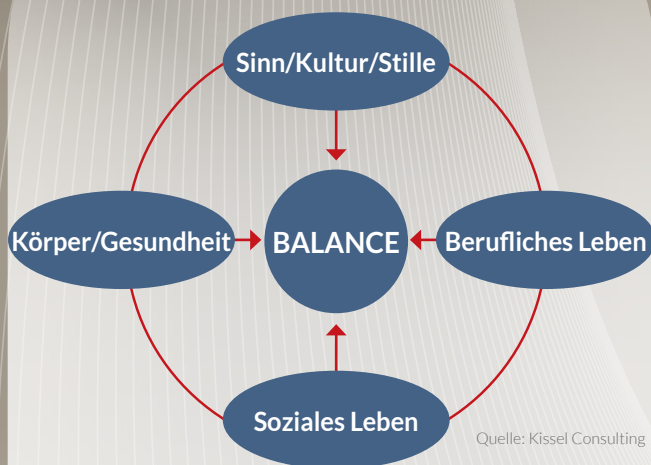 Sinn/Kultur/Stille
Körper/Gesundheit
BALANCE
Berufliches Leben
Soziales Leben
Quelle: Kissel Consulting